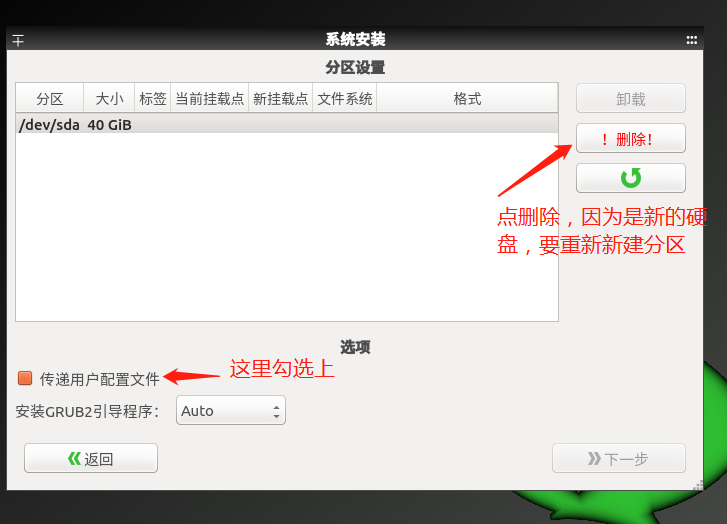 系统安装
分区设置
分区 大小 标签 当前挂载点 新挂载点 文件系统 格式
/dev/sda 40 GiB
卸载
！删除！
点删除，因为是新的硬
盘，要重新新建分区
选项
传递用户配置文件
这里勾选上
安装GRUB2引导程序： Auto
返回
下一步